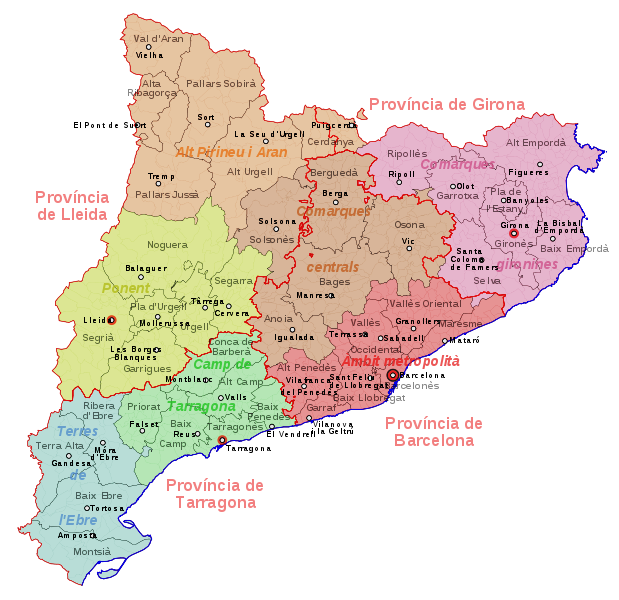 Val d'Aran
Vielha
Alta
Ribagorça
Pallars Sobirà
El Pont de Suert
Sort
La Seu d'Urgell
Puigcerdà
Cerdanya
Alt Pirineu i Aran
Alt Urgell
Tremp
Pallars Jussà
Província de Girona
Ripollès
Ripoll
Comarques
gironines
Alt Empordà
Figueres
Olot
Garrotxa
Pla de
l'Estany
Banyoles
Girona
Gironès
La Bisbal
d'Empordà
Baix Empordà
Santa
Coloma
de Farners
Selva
Província
de Lleida
Berguedà
Berga
Comarques
centrals
Solsona
Solsonès
Osona
Vic
Bages
Manresa
Anoia
Igualada
Noguera
Balaguer
Ponent
Segarra
Cervera
Tàrrega
Pla d'Urgell
Mollerussa
Urgell
Lleida
Segrià
Les Borges
Blanques
Garrigues
Vallès Oriental
Granollers
Maresme
Mataró
Vallès
Occidental
Terrassa
Sabadell
Àmbit metropolità
Barcelona
Barcelonès
Sant Feliu
de Llobregat
Baix Llobregat
Alt Penedès
Vilafranca
del Penedès
Garraf
Vilanova
i la Geltrú
Província de
Barcelona
Conca de
Barberà
Montblanc
Camp de
Tarragona
Alt Camp
Valls
Baix
Penedès
El Vendrell
Tarragonès
Tarragona
Baix
Camp
Reus
Priorat
Falset
Província de
Tarragona
Ribera
d'Ebre
Móra
d'Ebre
Terres
de
l'Ebre
Terra Alta
Gandesa
Baix Ebre
Tortosa
Amposta
Montsià